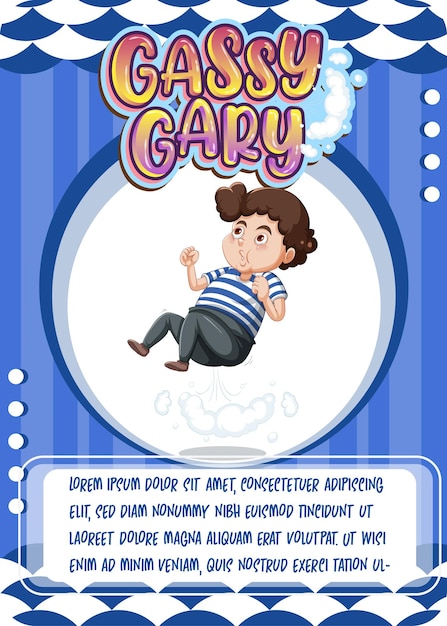 GASSY
GARY
LOREM IPSUM DOLOR SIT AMET, CONSECTETUER ADIPISCING
ELIT, SED DIAM NONUMMY NIBH EUISMOD TINCIDUNT UT
LAOREET DOLORE MAGNA ALIQUAM ERAT VOLUTPAT. UT WISI
ENIM AD MINIM VENIAM, QUIS NOSTRUD EXERCI TATION UL-